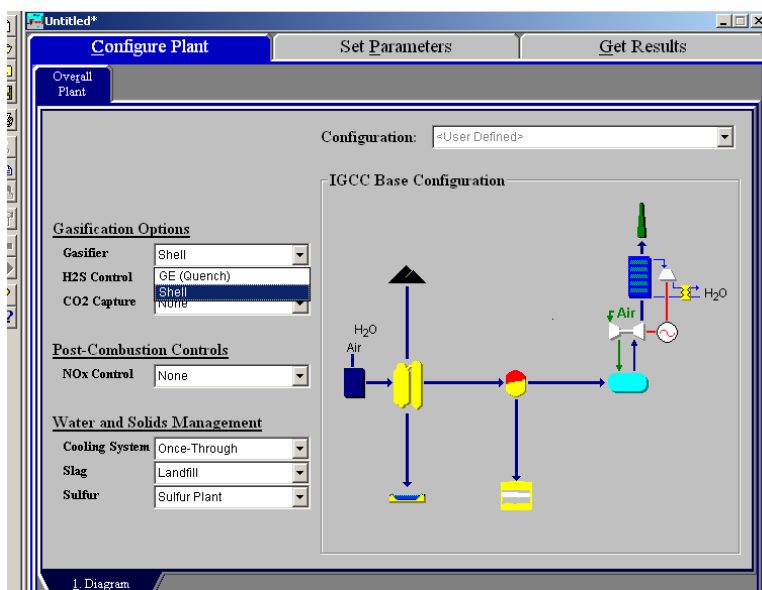 Untitled*
Configure Plant
Set Parameters
Get Results
Overall
Plant
Configuration: <User Defined>
IGCC Base Configuration
Gasification Options
Gasifier Shell
H2S Control GE (Quench)
Shell
CO2 Capture None
Post-Combustion Controls
NOx Control None
Water and Solids Management
Cooling System Once-Through
Slag Landfill
Sulfur Sulfur Plant
H2O
Air
Air
H2O
1. Diagram